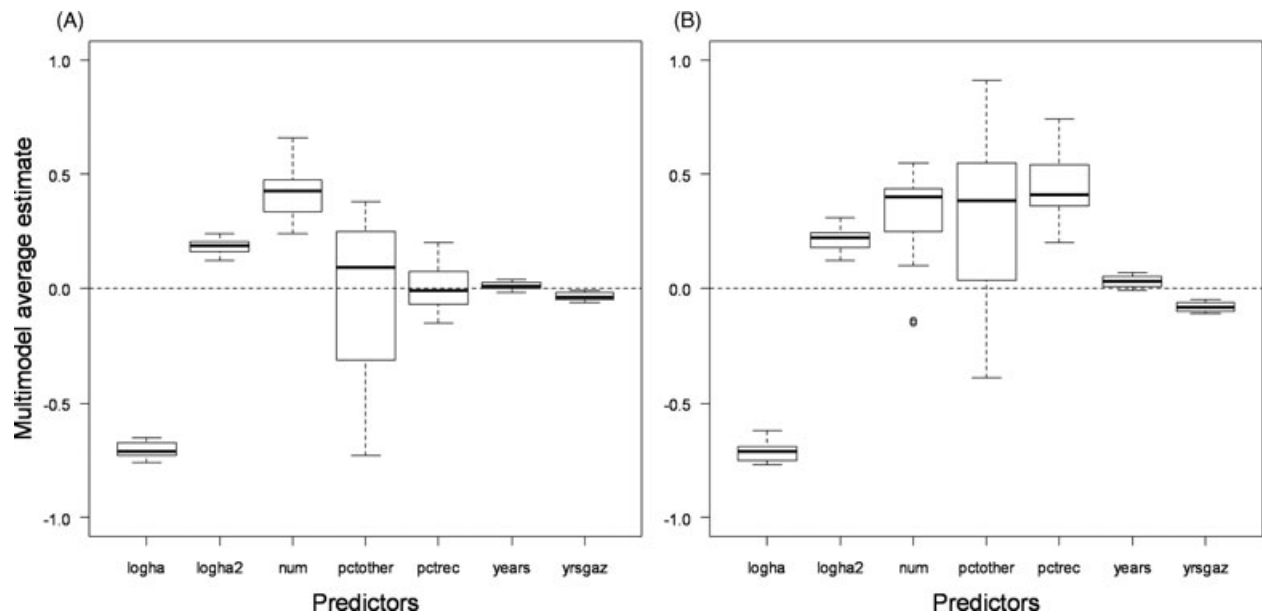 (A)
(B)
Multimodel average estimate
1.0
0.5
0.0
-0.5
-1.0
1.0
0.5
0.0
-0.5
-1.0
logha logha2 num pctother pctrec years yrsgaz
logha logha2 num pctother pctrec years yrsgaz
Predictors
Predictors